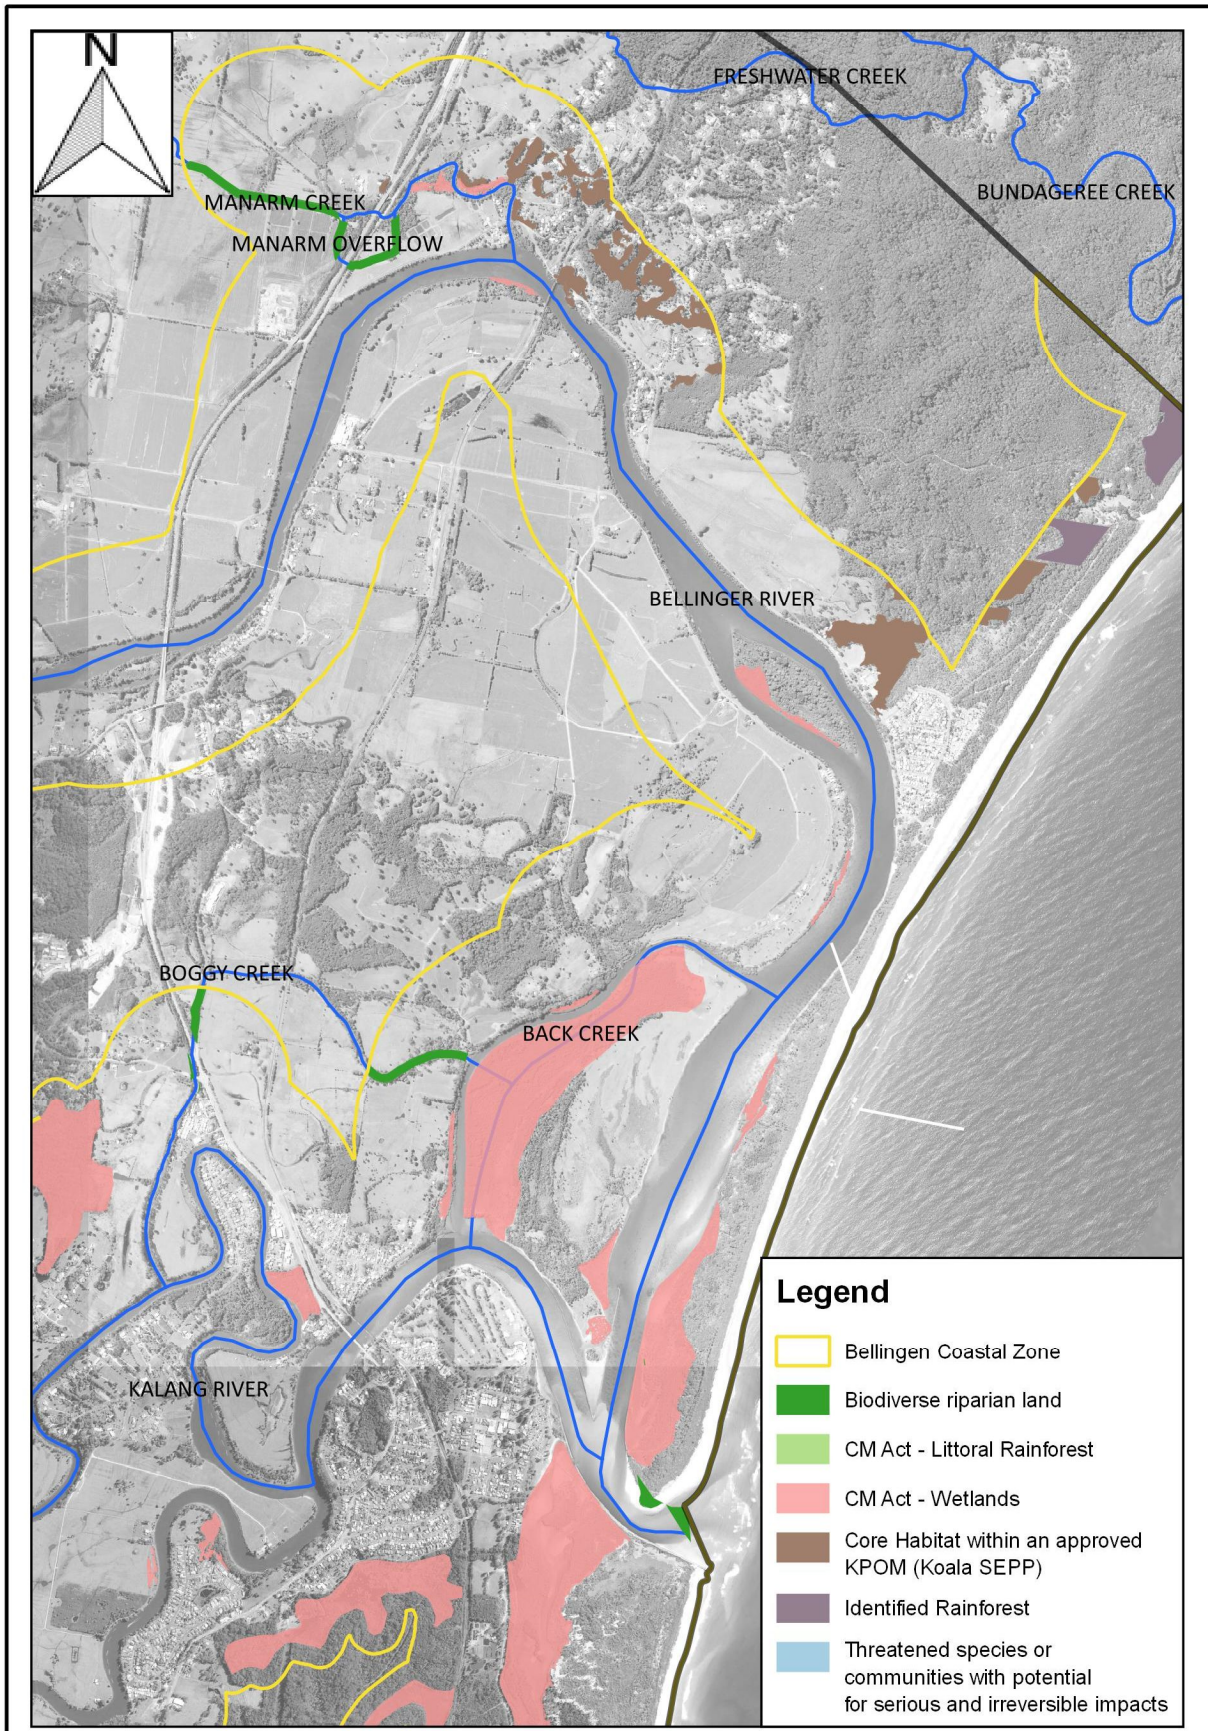 N
FRESHWATER CREEK
BUNDAGEREE CREEK
MANARM CREEK
MANARM OVERFLOW
BELLINGER RIVER
BOGGY CREEK
BACK CREEK
KALANG RIVER
Legend
Bellingen Coastal Zone
Biodiverse riparian land
CM Act - Littoral Rainforest
CM Act - Wetlands
Core Habitat within an approved
KPOM (Koala SEPP)
Identified Rainforest
Threatened species or
communities with potential
for serious and irreversible impacts